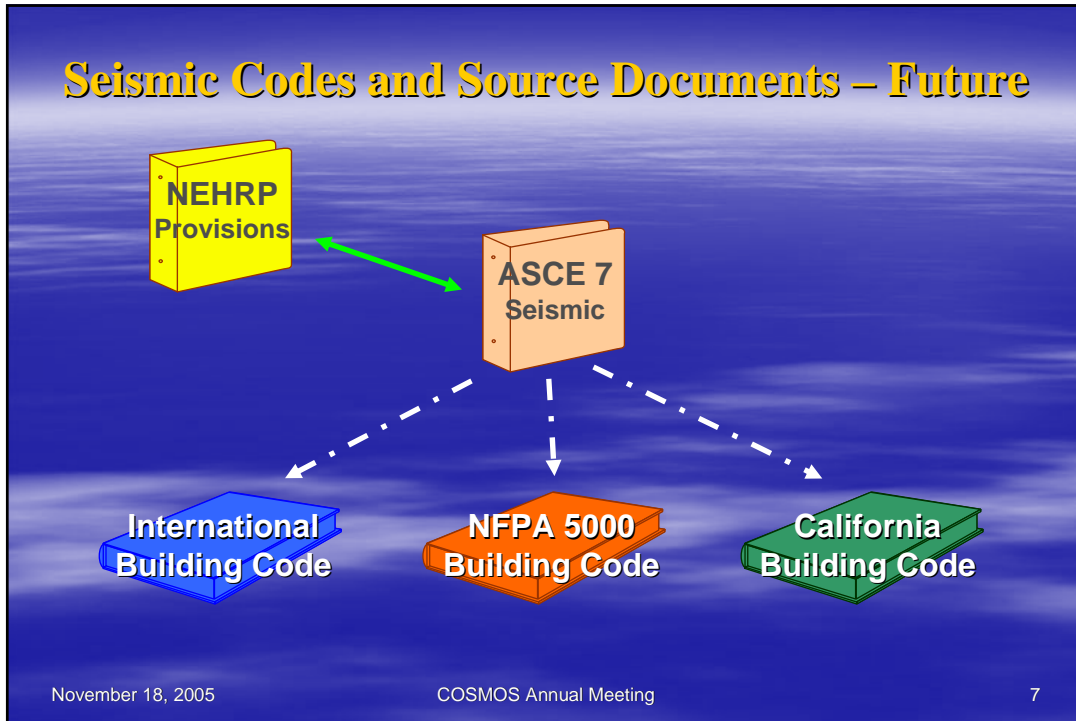 Seismic Codes and Source Documents – Future
NEHRP
Provisions
ASCE 7
Seismic
International
Building Code
NFPA 5000
Building Code
California
Building Code
November 18, 2005
COSMOS Annual Meeting
7